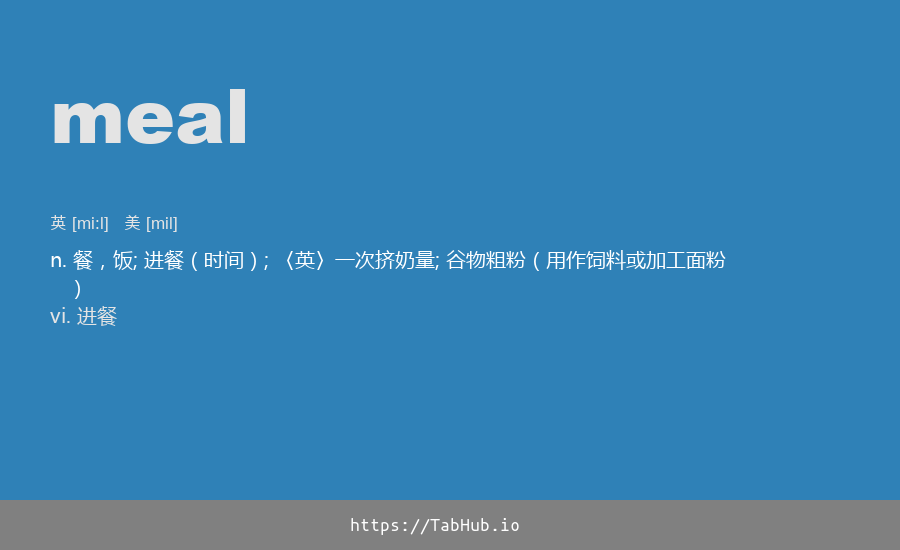 meal
英 [mi:l] 美 [mil]
n. 餐，饭; 进餐（时间）; 〈英〉一次挤奶量; 谷物粗粉（用作饲料或加工面粉
）
vi. 进餐
https://TabHub.io